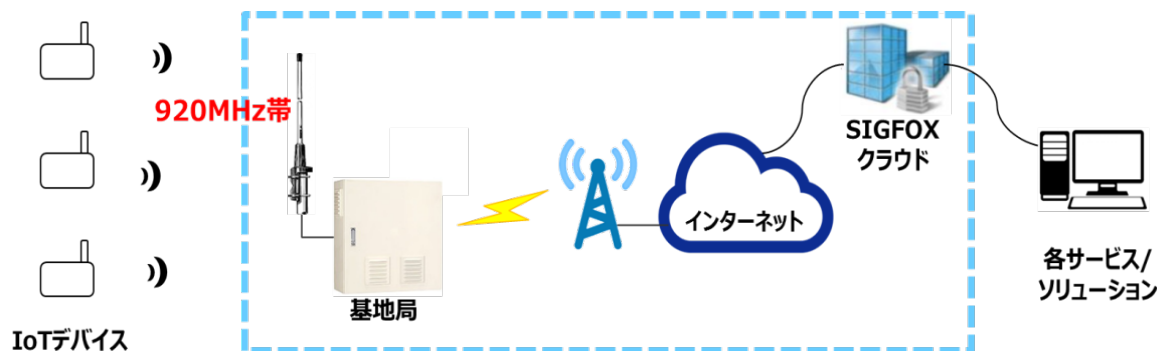 920MHz帯
SIGFOX
クラウド
インターネット
基地局
各サービス/
ソリューション
IoTデバイス